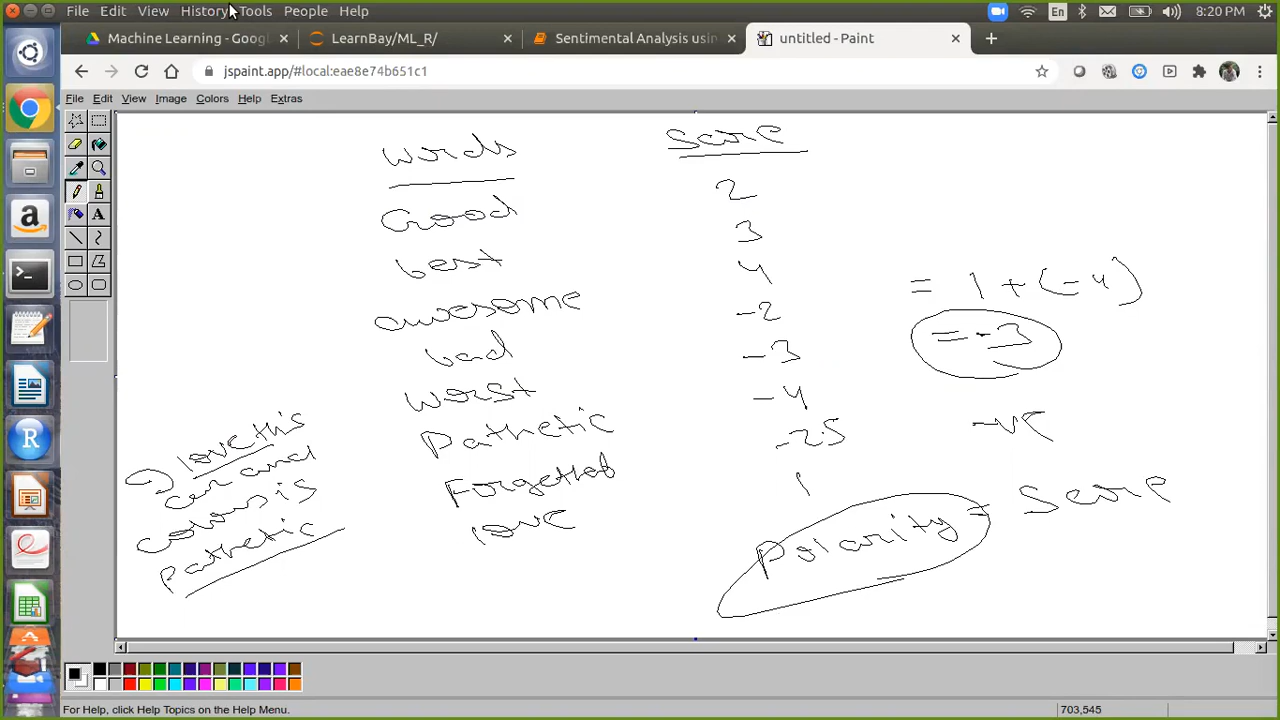 File Edit View History Tools People Help
En 8:20 PM
Machine Learning - Googl LearnBay/ML_R/ Sentimental Analysis usin untitled - Paint
jspaint.app/#local:eae8e74b651c1
File Edit View Image Colors Help Extras
Words Score
Good 2
best 3
awesome 4
bad -2
worst -3
Pathetic -4
Forgetted -2.5
love 1
= 1 + (-4)
= -3
-ve
I love this
car and
colour is
pathetic
Polarity = Score
For Help, click Help Topics on the Help Menu. 703,545